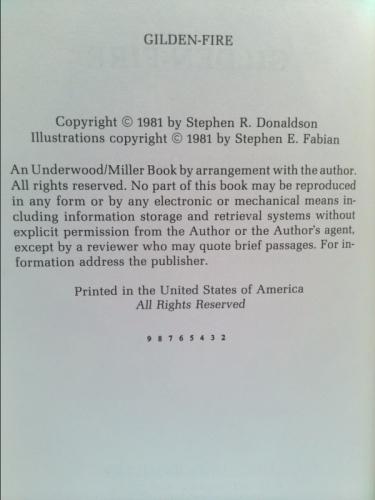 GILDEN-FIRE
Copyright © 1981 by Stephen R. Donaldson
Illustrations copyright © 1981 by Stephen E. Fabian
An Underwood/Miller Book by arrangement with the author.
All rights reserved. No part of this book may be reproduced
in any form or by any electronic or mechanical means in-
cluding information storage and retrieval systems without
explicit permission from the Author or the Author's agent,
except by a reviewer who may quote brief passages. For in-
formation address the publisher.
Printed in the United States of America
All Rights Reserved
9 8 7 6 5 4 3 2